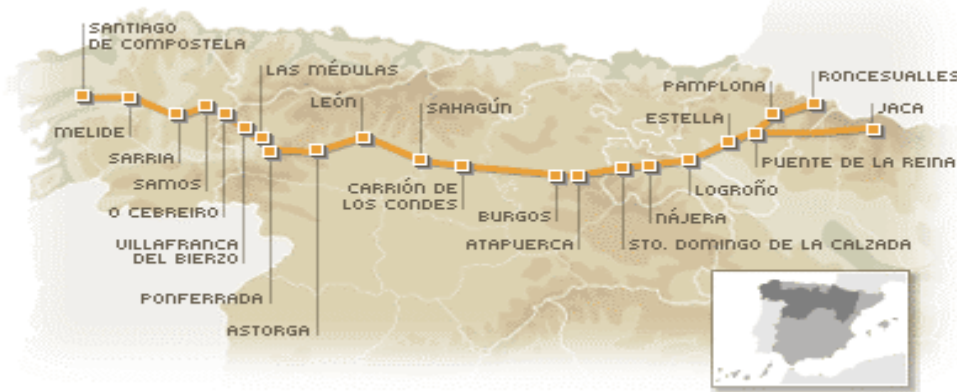 SANTIAGO
DE COMPOSTELA
LAS MÉDULAS
LEÓN
SAHAGÚN
PAMPLONA
RONCESVALLES
ESTELLA
JACA
MELIDE
SARRIA
SAMOS
O CEBREIRO
VILLAFRANCA
DEL BIERZO
PONFERRADA
ASTORGA
CARRIÓN DE
LOS CONDES
BURGOS
ATAPUERCA
STO. DOMINGO DE LA CALZADA
NÁJERA
LOGROÑO
PUENTE DE LA REINA